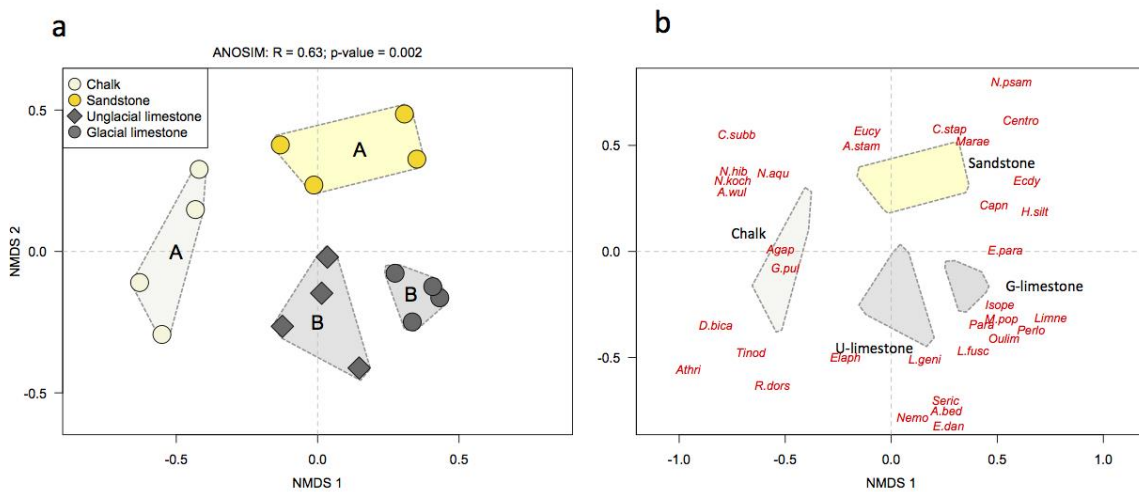 a
ANOSIM: R = 0.63; p-value = 0.002
Chalk
Sandstone
Unglacial limestone
Glacial limestone
A
A
B
B
0.5
0.0
-0.5
NMDS 2
-0.5 0.0 0.5
NMDS 1
b
N.psam
Centro
C.subb
Eucy
C.stap
A.stam
Marae
Sandstone
N.hib
N.aqu
N.koch
Ecdy
A.wul
Capn
H.silt
Chalk
Agap
E.para
G.pul
G-limestone
Isope
D.bica
Para
M.pop
Limne
Perlo
Oulim
U-limestone
Tinod
Elaph
L.geni
L.fusc
Athri
R.dors
Seric
A.bed
Nemo
E.dan
0.5
0.0
-0.5
-1.0 -0.5 0.0 0.5 1.0
NMDS 1